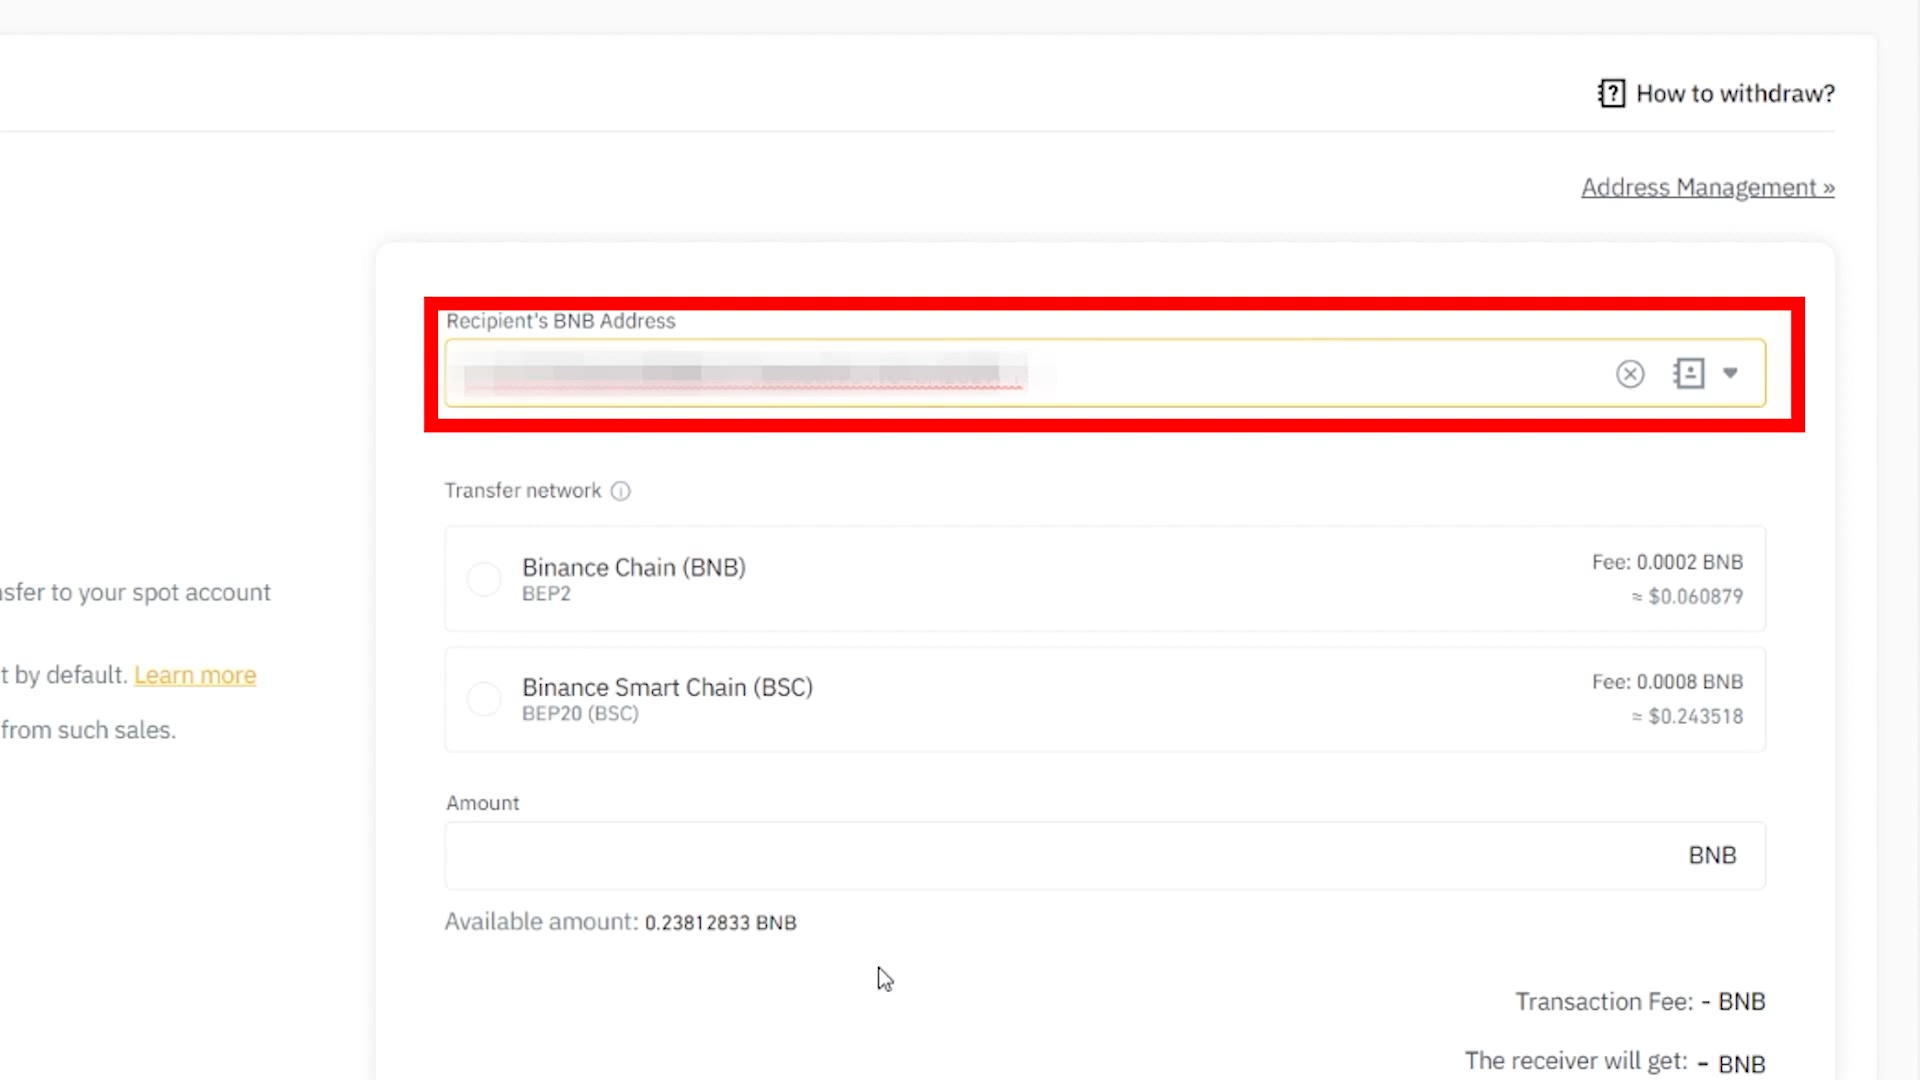 How to withdraw?
Address Management »
Recipient's BNB Address
Transfer network
Binance Chain (BNB)
BEP2
Fee: 0.0002 BNB
≈ $0.060879
sfer to your spot account
Binance Smart Chain (BSC)
BEP20 (BSC)
Fee: 0.0008 BNB
≈ $0.243518
t by default. Learn more
from such sales.
Amount
BNB
Available amount: 0.23812833 BNB
Transaction Fee: - BNB
The receiver will get: - BNB